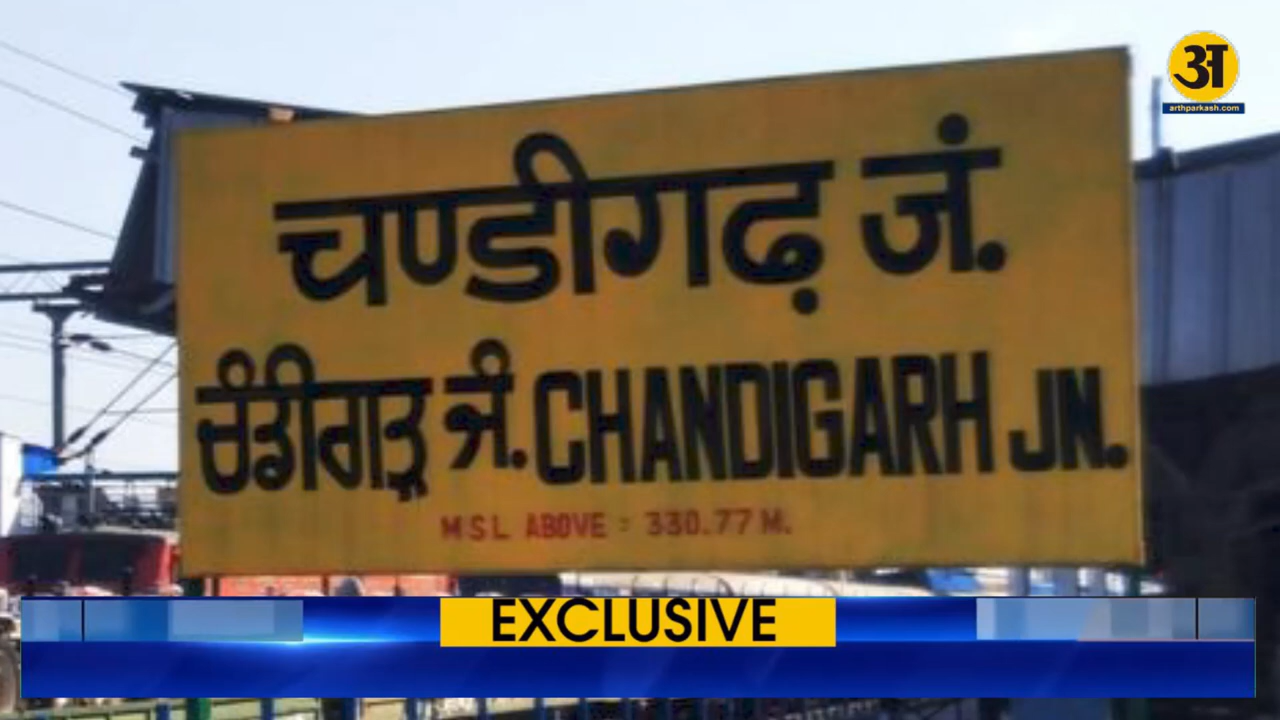 अ
arthparkash.com
चण्डीगढ़ जं.
ਚੰਡੀਗੜ੍ਹ ਜੰ. CHANDIGARH JN.
MSL ABOVE : 330.77 M.
EXCLUSIVE